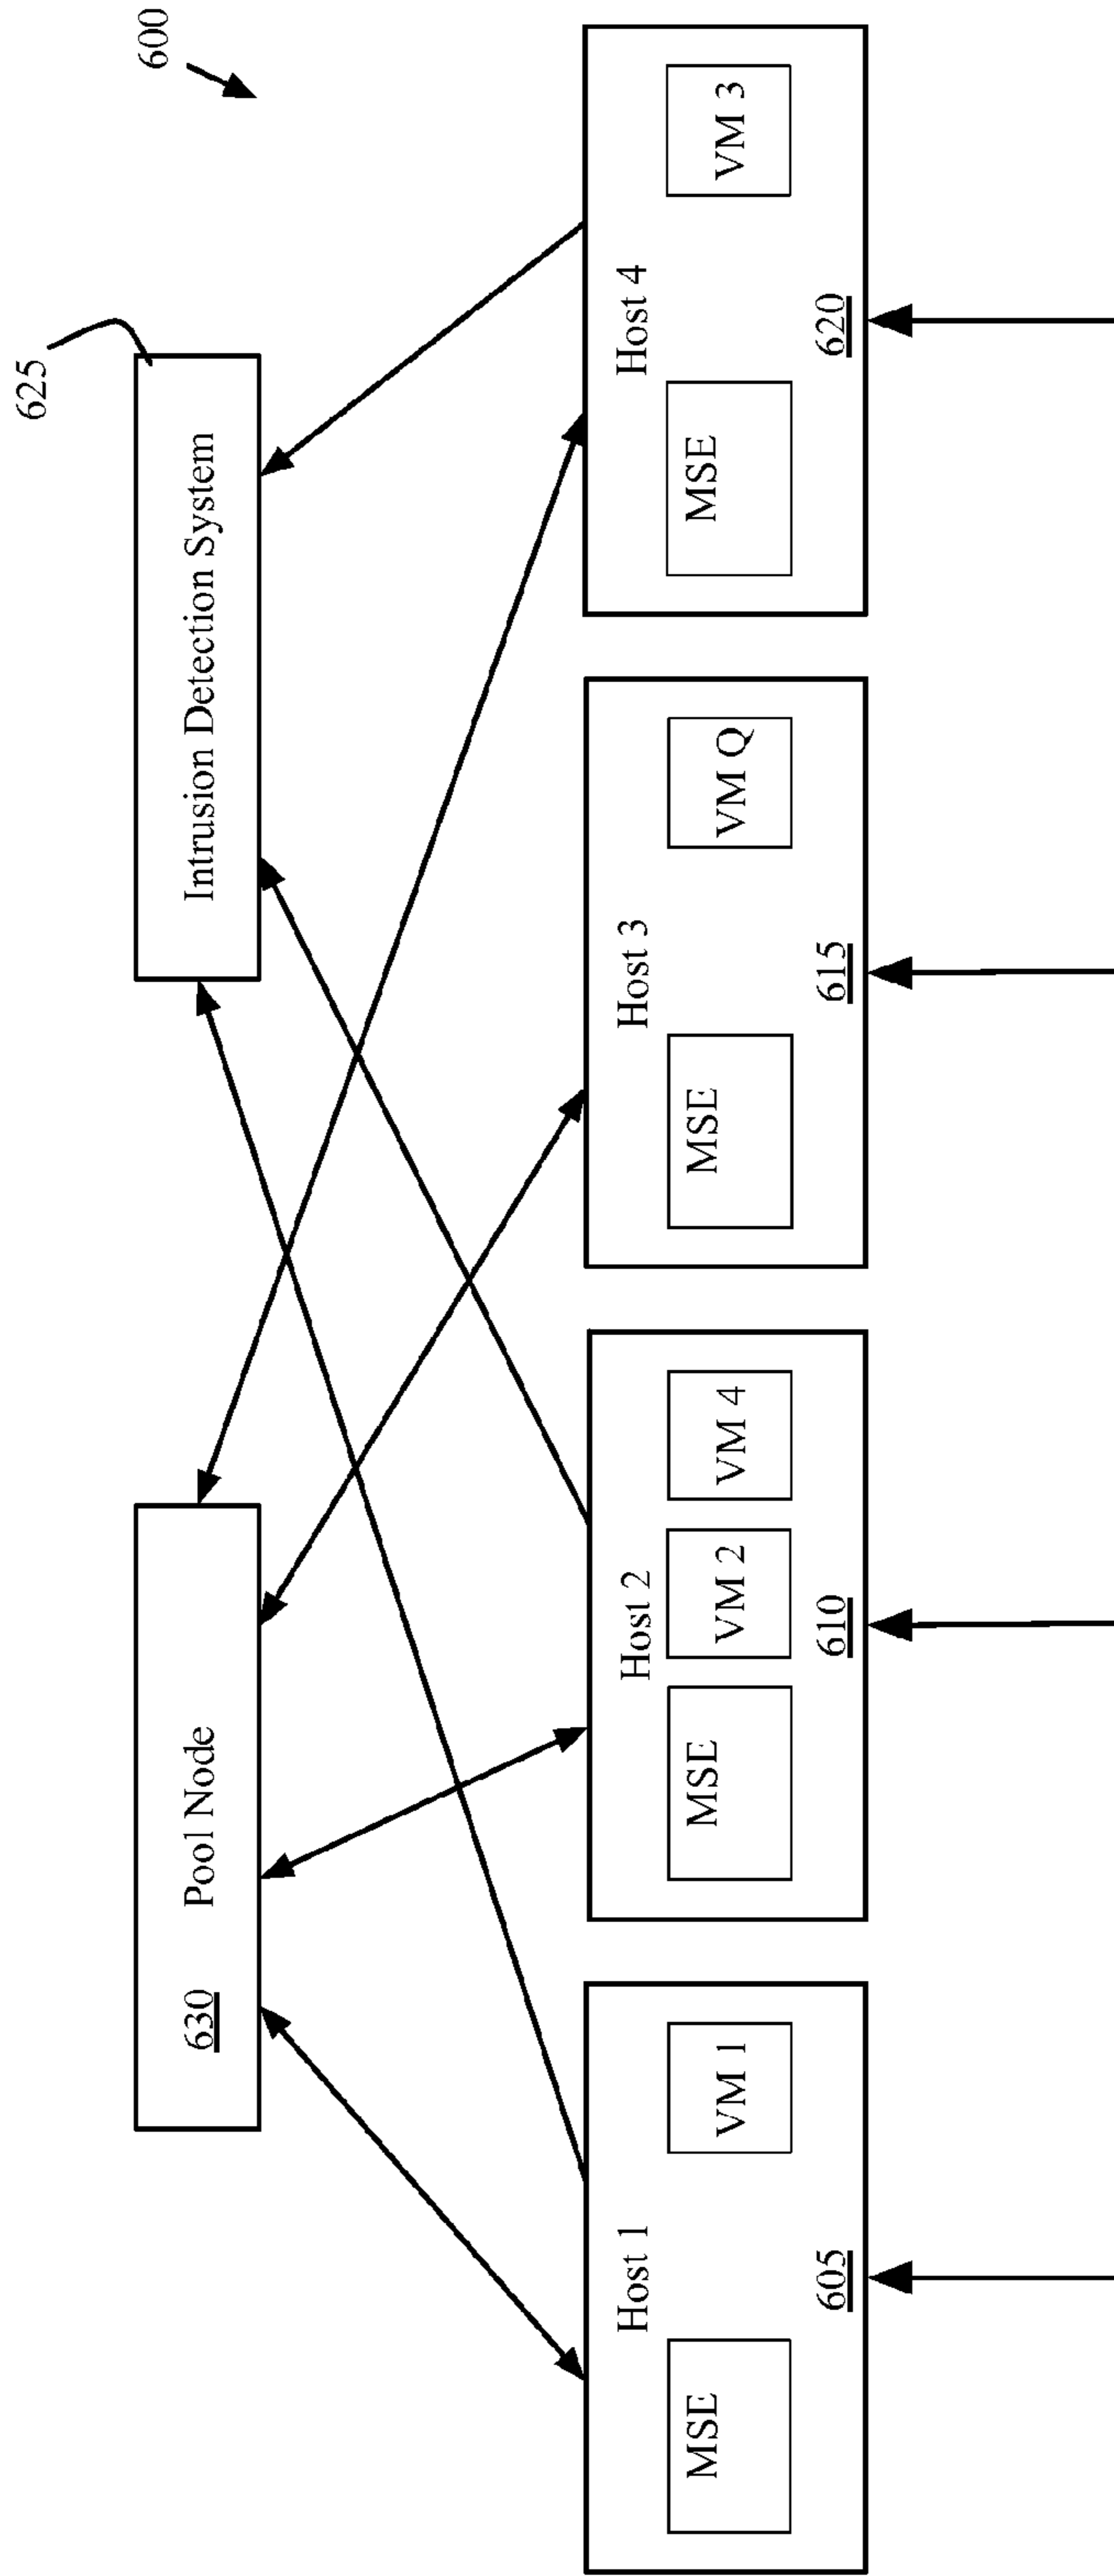 600
625
630 Pool Node
Intrusion Detection System
Host 1
MSE
VM 1
605
Host 2
MSE
VM 2
VM 4
610
Host 3
MSE
VM Q
615
Host 4
MSE
VM 3
620